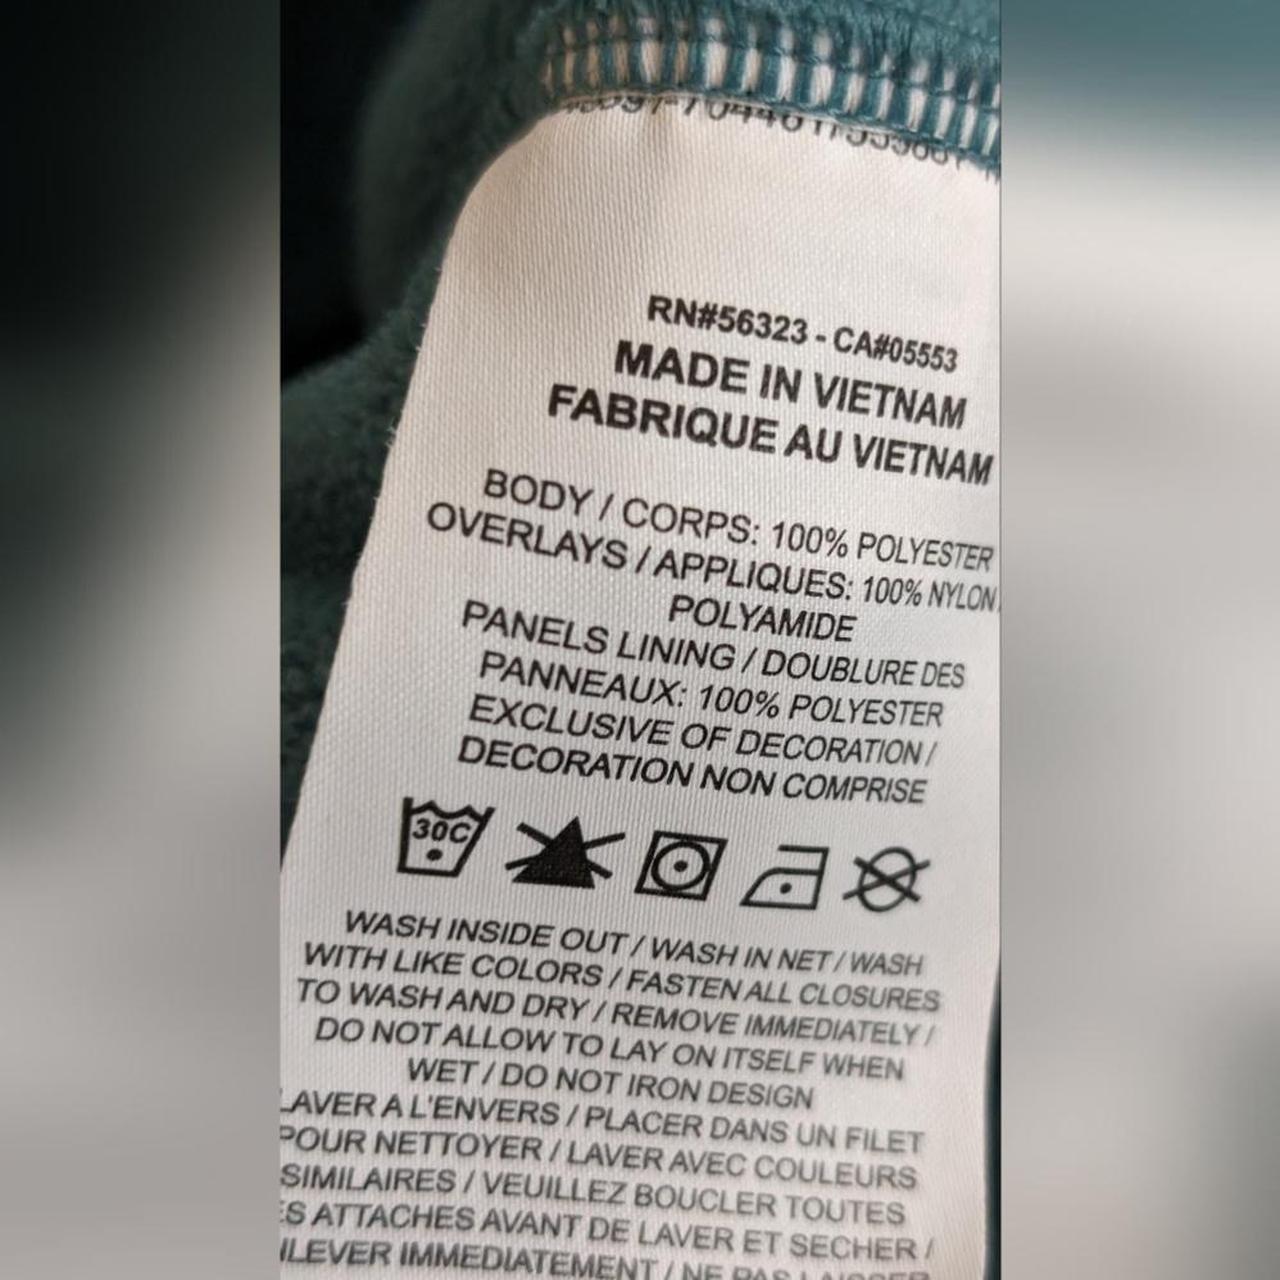 RN#56323 - CA#05553
MADE IN VIETNAM
FABRIQUE AU VIETNAM
BODY / CORPS: 100% POLYESTER
OVERLAYS / APPLIQUES: 100% NYLON /
POLYAMIDE
PANELS LINING / DOUBLURE DES
PANNEAUX: 100% POLYESTER
EXCLUSIVE OF DECORATION /
DECORATION NON COMPRISE
30C
WASH INSIDE OUT / WASH IN NET / WASH
WITH LIKE COLORS / FASTEN ALL CLOSURES
TO WASH AND DRY / REMOVE IMMEDIATELY /
DO NOT ALLOW TO LAY ON ITSELF WHEN
WET / DO NOT IRON DESIGN
LAVER A L'ENVERS / PLACER DANS UN FILET
POUR NETTOYER / LAVER AVEC COULEURS
SIMILAIRES / VEUILLEZ BOUCLER TOUTES
ES ATTACHES AVANT DE LAVER ET SECHER /
NLEVER IMMEDIATEMENT / NE PAS LAISSER